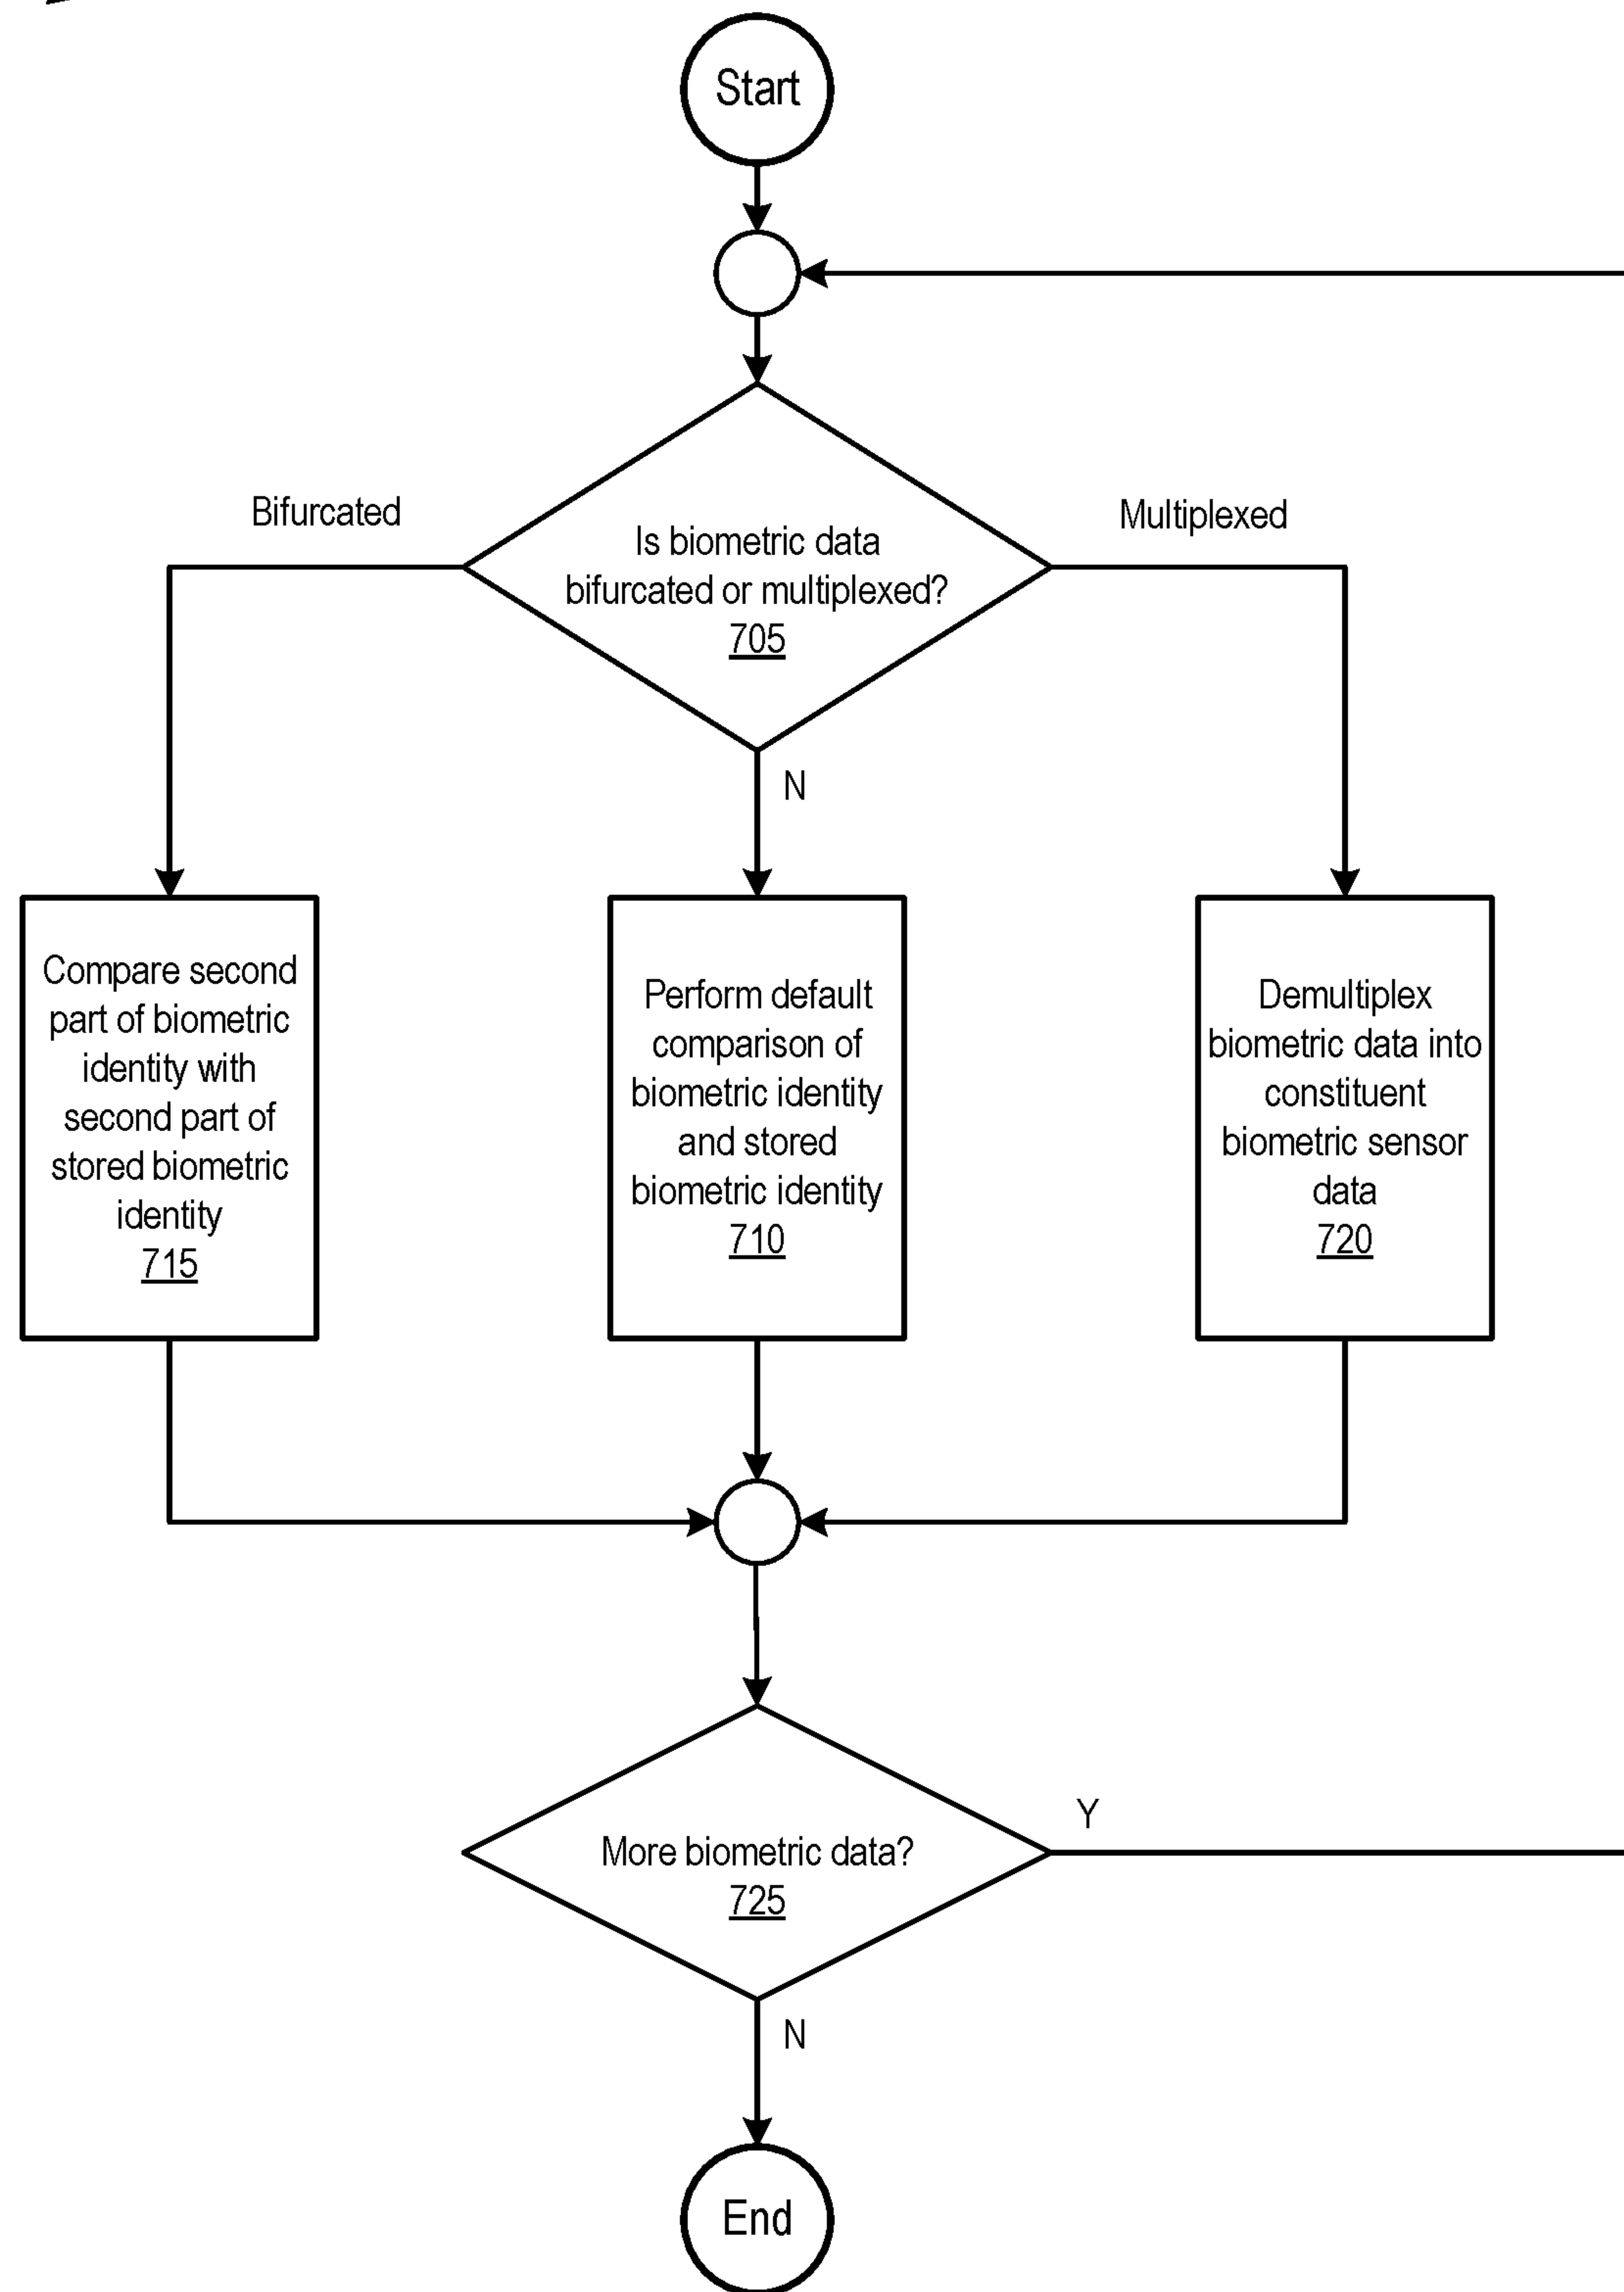 Start
Bifurcated
Multiplexed
Is biometric data
bifurcated or multiplexed?
705
N
Compare second
part of biometric
identity with
second part of
stored biometric
identity
715
Perform default
comparison of
biometric identity
and stored
biometric identity
710
Demultiplex
biometric data into
constituent
biometric sensor
data
720
Y
More biometric data?
725
N
End